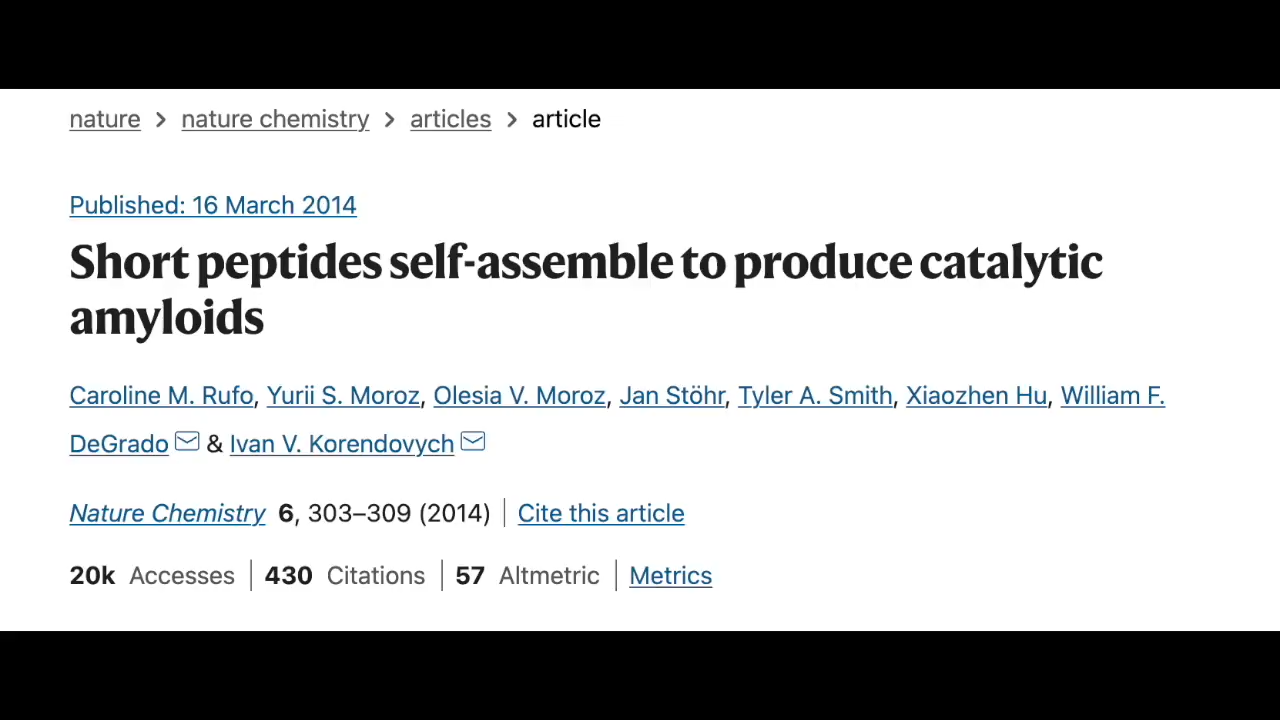 nature > nature chemistry > articles > article
Published: 16 March 2014
Short peptides self-assemble to produce catalytic
amyloids
Caroline M. Rufo, Yurii S. Moroz, Olesia V. Moroz, Jan Stöhr, Tyler A. Smith, Xiaozhen Hu, William F.
DeGrado & Ivan V. Korendovych
Nature Chemistry 6, 303–309 (2014) | Cite this article
20k Accesses | 430 Citations | 57 Altmetric | Metrics